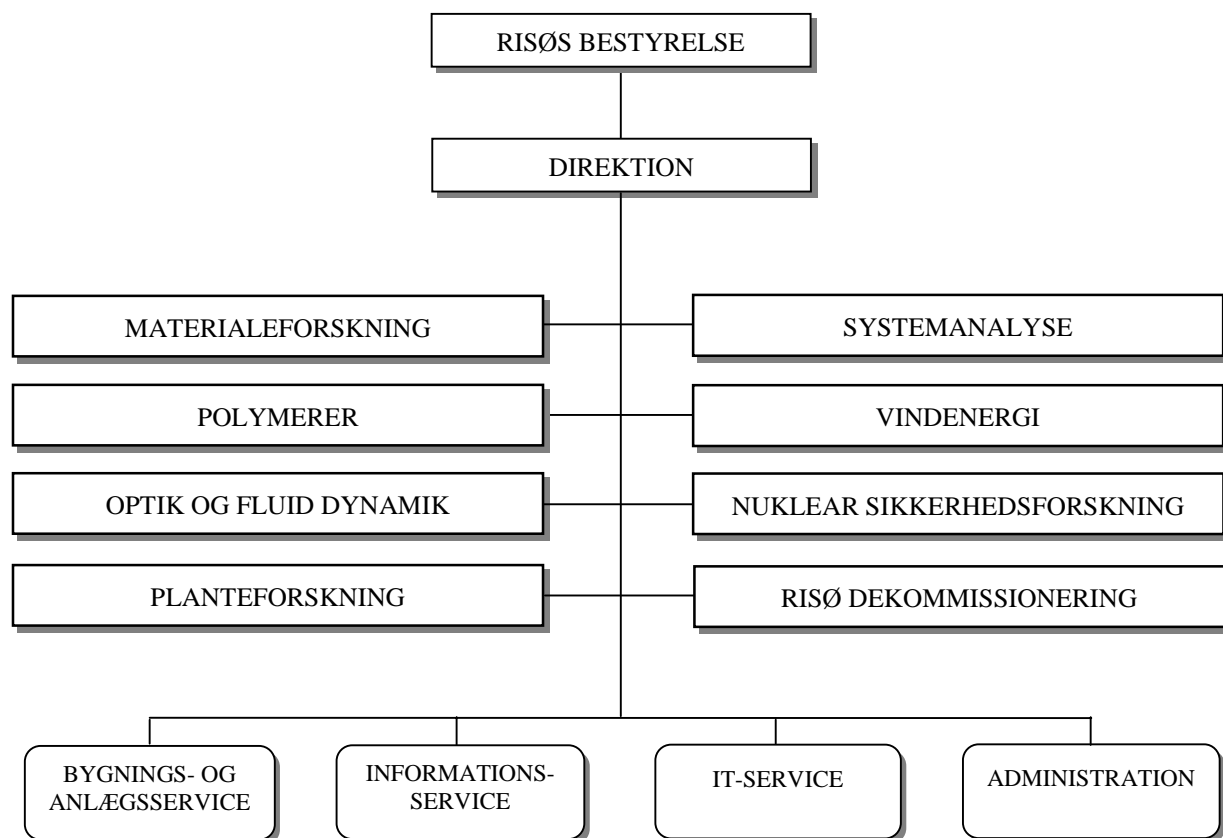 RISØS BESTYRELSE
DIREKTION
MATERIALEFORSKNING
SYSTEMANALYSE
POLYMERER
VINDENERGI
OPTIK OG FLUID DYNAMIK
NUKLEAR SIKKERHEDSFORSKNING
PLANTEFORSKNING
RISØ DEKOMMISSIONERING
BYGNINGS- OG
ANLÆGSSERVICE
INFORMATIONS-
SERVICE
IT-SERVICE
ADMINISTRATION